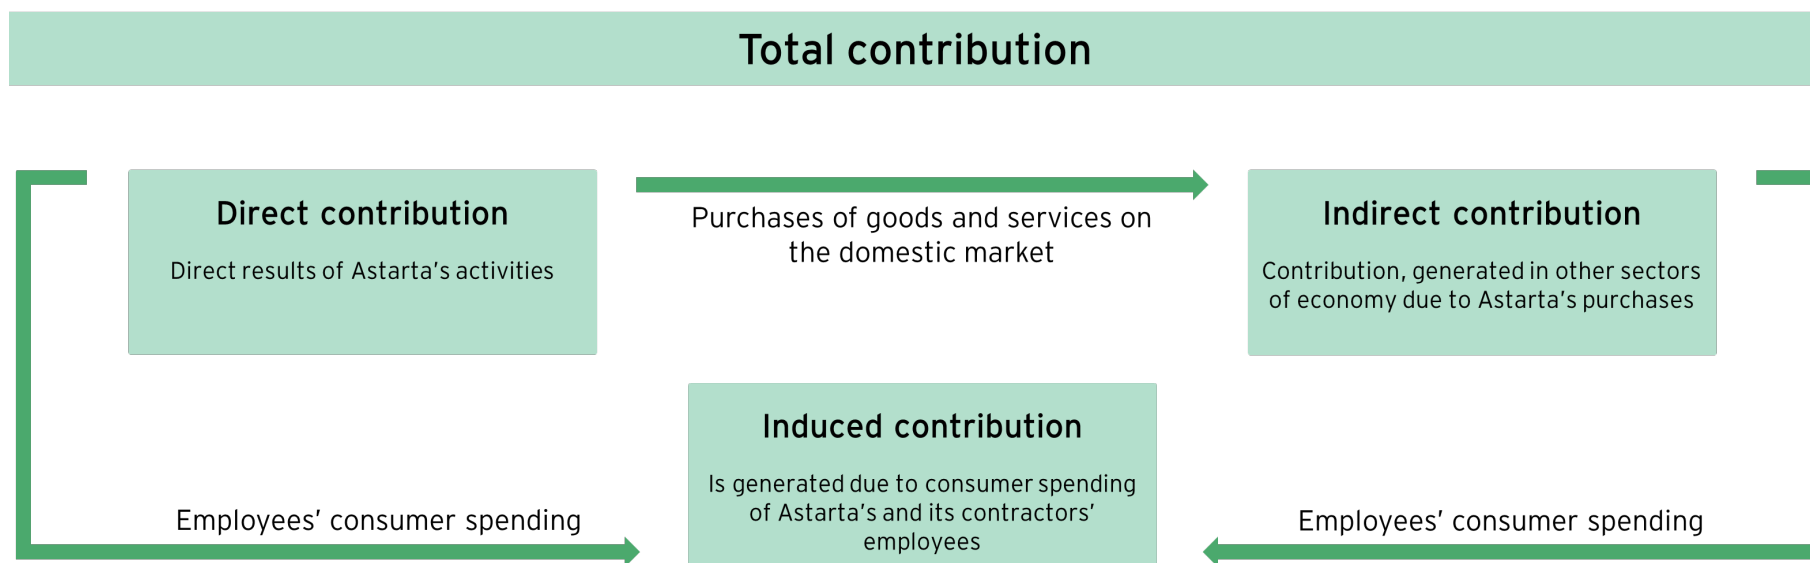 Total contribution
Direct contribution
Direct results of Astarta's activities
Purchases of goods and services on
the domestic market
Indirect contribution
Contribution, generated in other sectors
of economy due to Astarta's purchases
Induced contribution
Is generated due to consumer spending
of Astarta's and its contractors'
employees
Employees' consumer spending
Employees' consumer spending